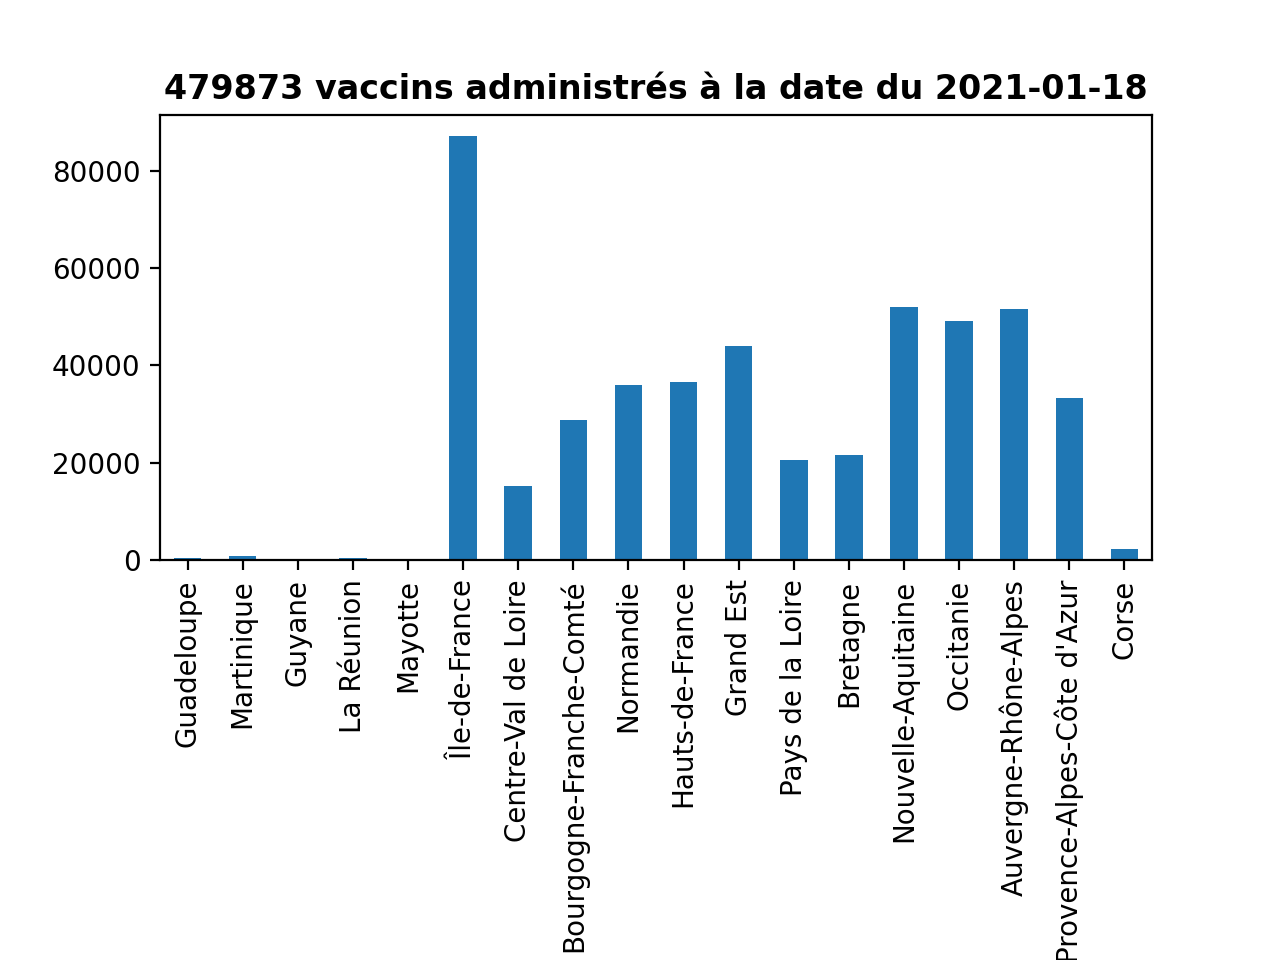 479873 vaccins administrés à la date du 2021-01-18
80000
60000
40000
20000
0
Guadeloupe
Martinique
Guyane
La Réunion
Mayotte
Île-de-France
Centre-Val de Loire
Bourgogne-Franche-Comté
Normandie
Hauts-de-France
Grand Est
Pays de la Loire
Bretagne
Nouvelle-Aquitaine
Occitanie
Auvergne-Rhône-Alpes
Provence-Alpes-Côte d'Azur
Corse